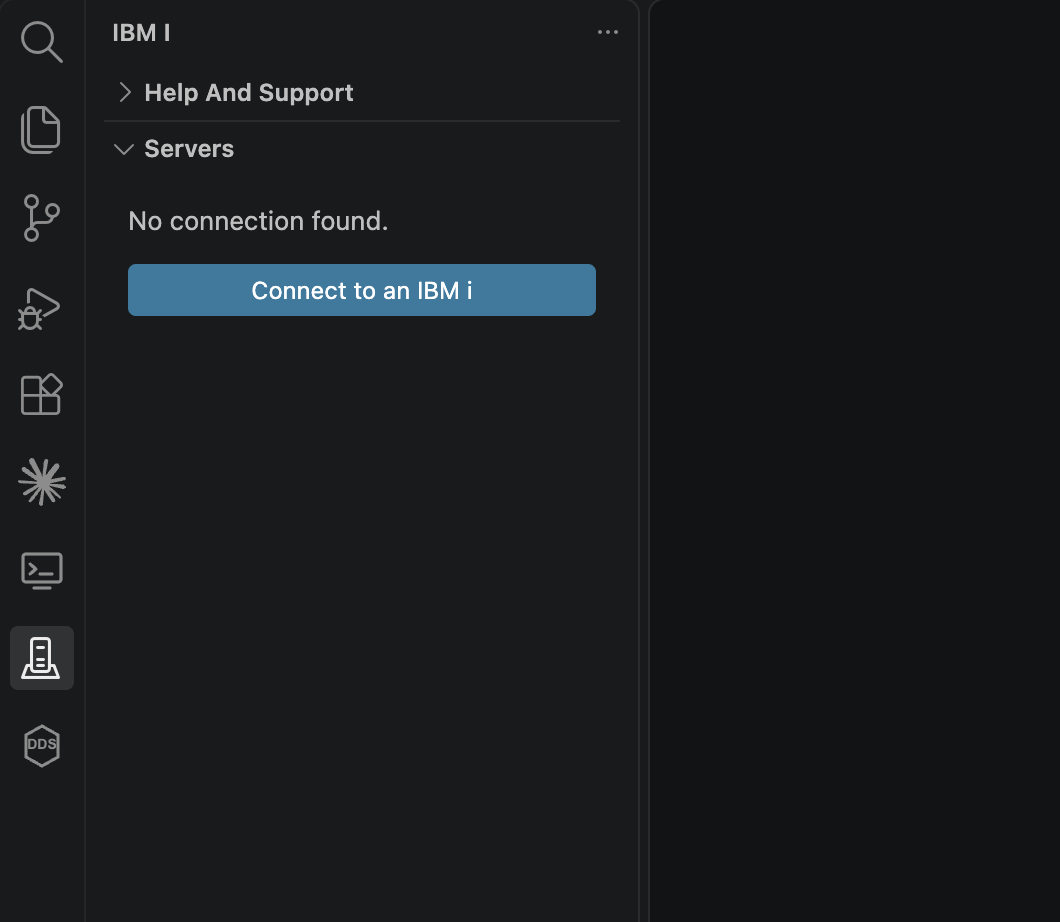 IBM I
Help And Support
Servers
No connection found.
Connect to an IBM i
DDS